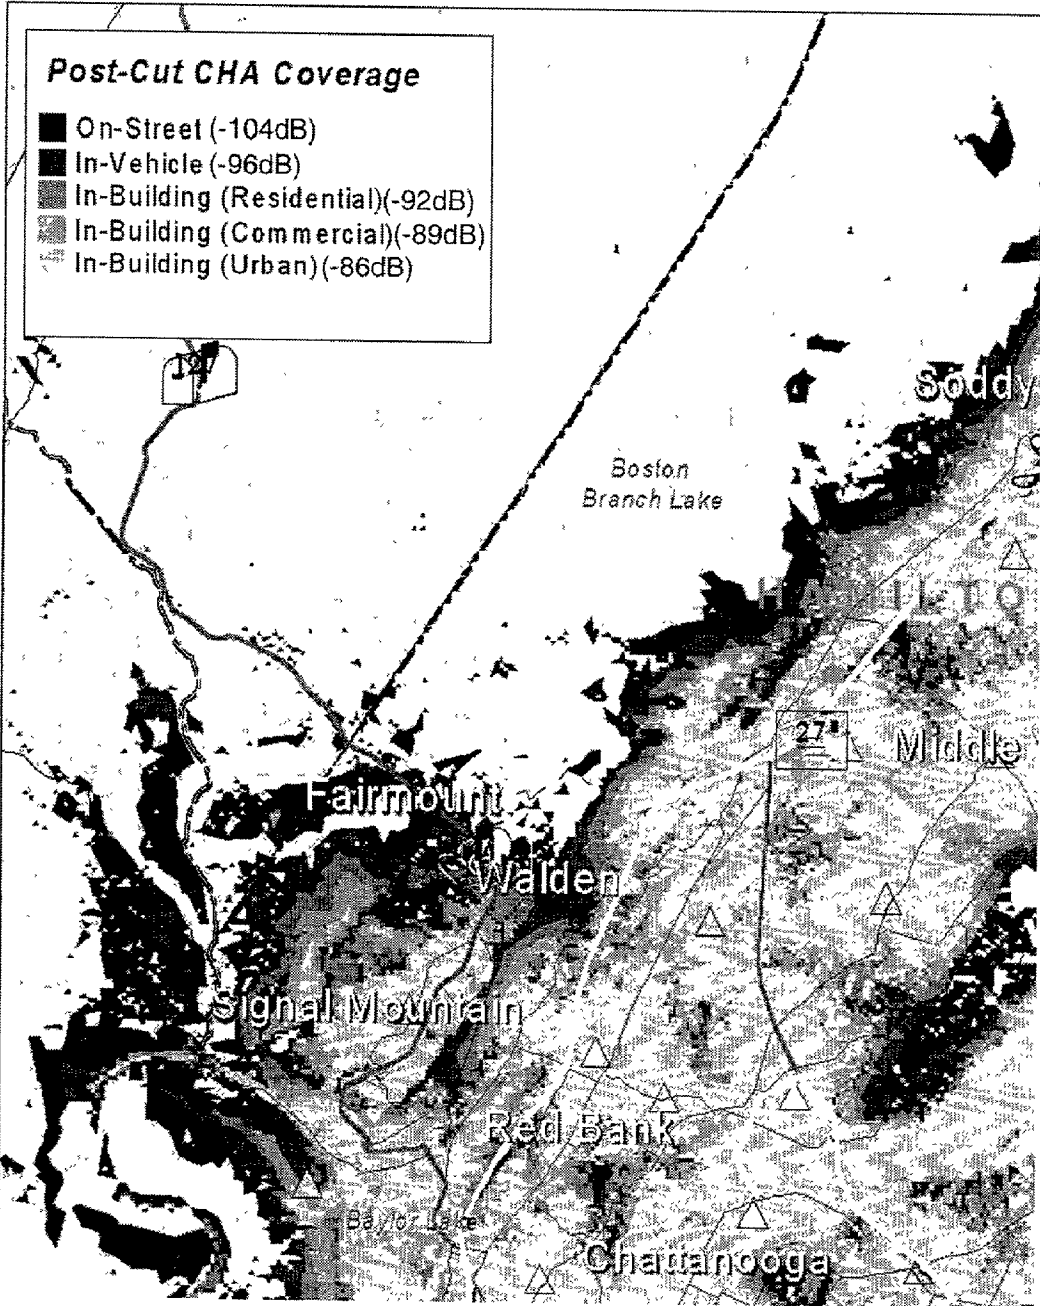 Post-Cut CHA Coverage
On-Street (-104dB)
In-Vehicle (-96dB)
In-Building (Residential)(-92dB)
In-Building (Commercial)(-89dB)
In-Building (Urban)(-86dB)
127
Soddy
Boston
Branch Lake
HAMILTO
27
Middle
Fairmount
Walden
Signal Mountain
Red Bank
Baylor Lake
Chattanooga